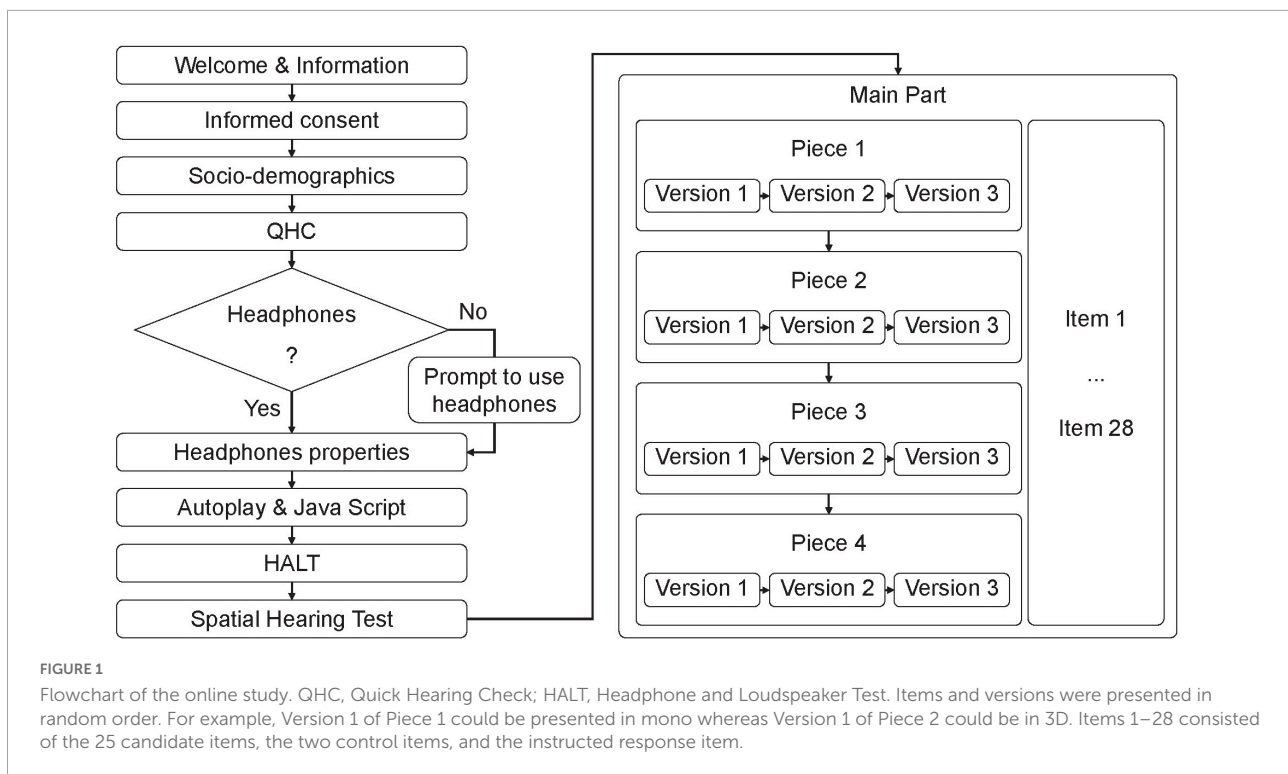 Welcome & Information
Informed consent
Socio-demographics
QHC
Headphones
?
No
Yes
Prompt to use
headphones
Headphones properties
Autoplay & Java Script
HALT
Spatial Hearing Test
Main Part
Piece 1
Version 1
Version 2
Version 3
Piece 2
Version 1
Version 2
Version 3
Piece 3
Version 1
Version 2
Version 3
Piece 4
Version 1
Version 2
Version 3
Item 1
...
Item 28
FIGURE 1
Flowchart of the online study. QHC, Quick Hearing Check; HALT, Headphone and Loudspeaker Test. Items and versions were presented in
random order. For example, Version 1 of Piece 1 could be presented in mono whereas Version 1 of Piece 2 could be in 3D. Items 1–28 consisted
of the 25 candidate items, the two control items, and the instructed response item.